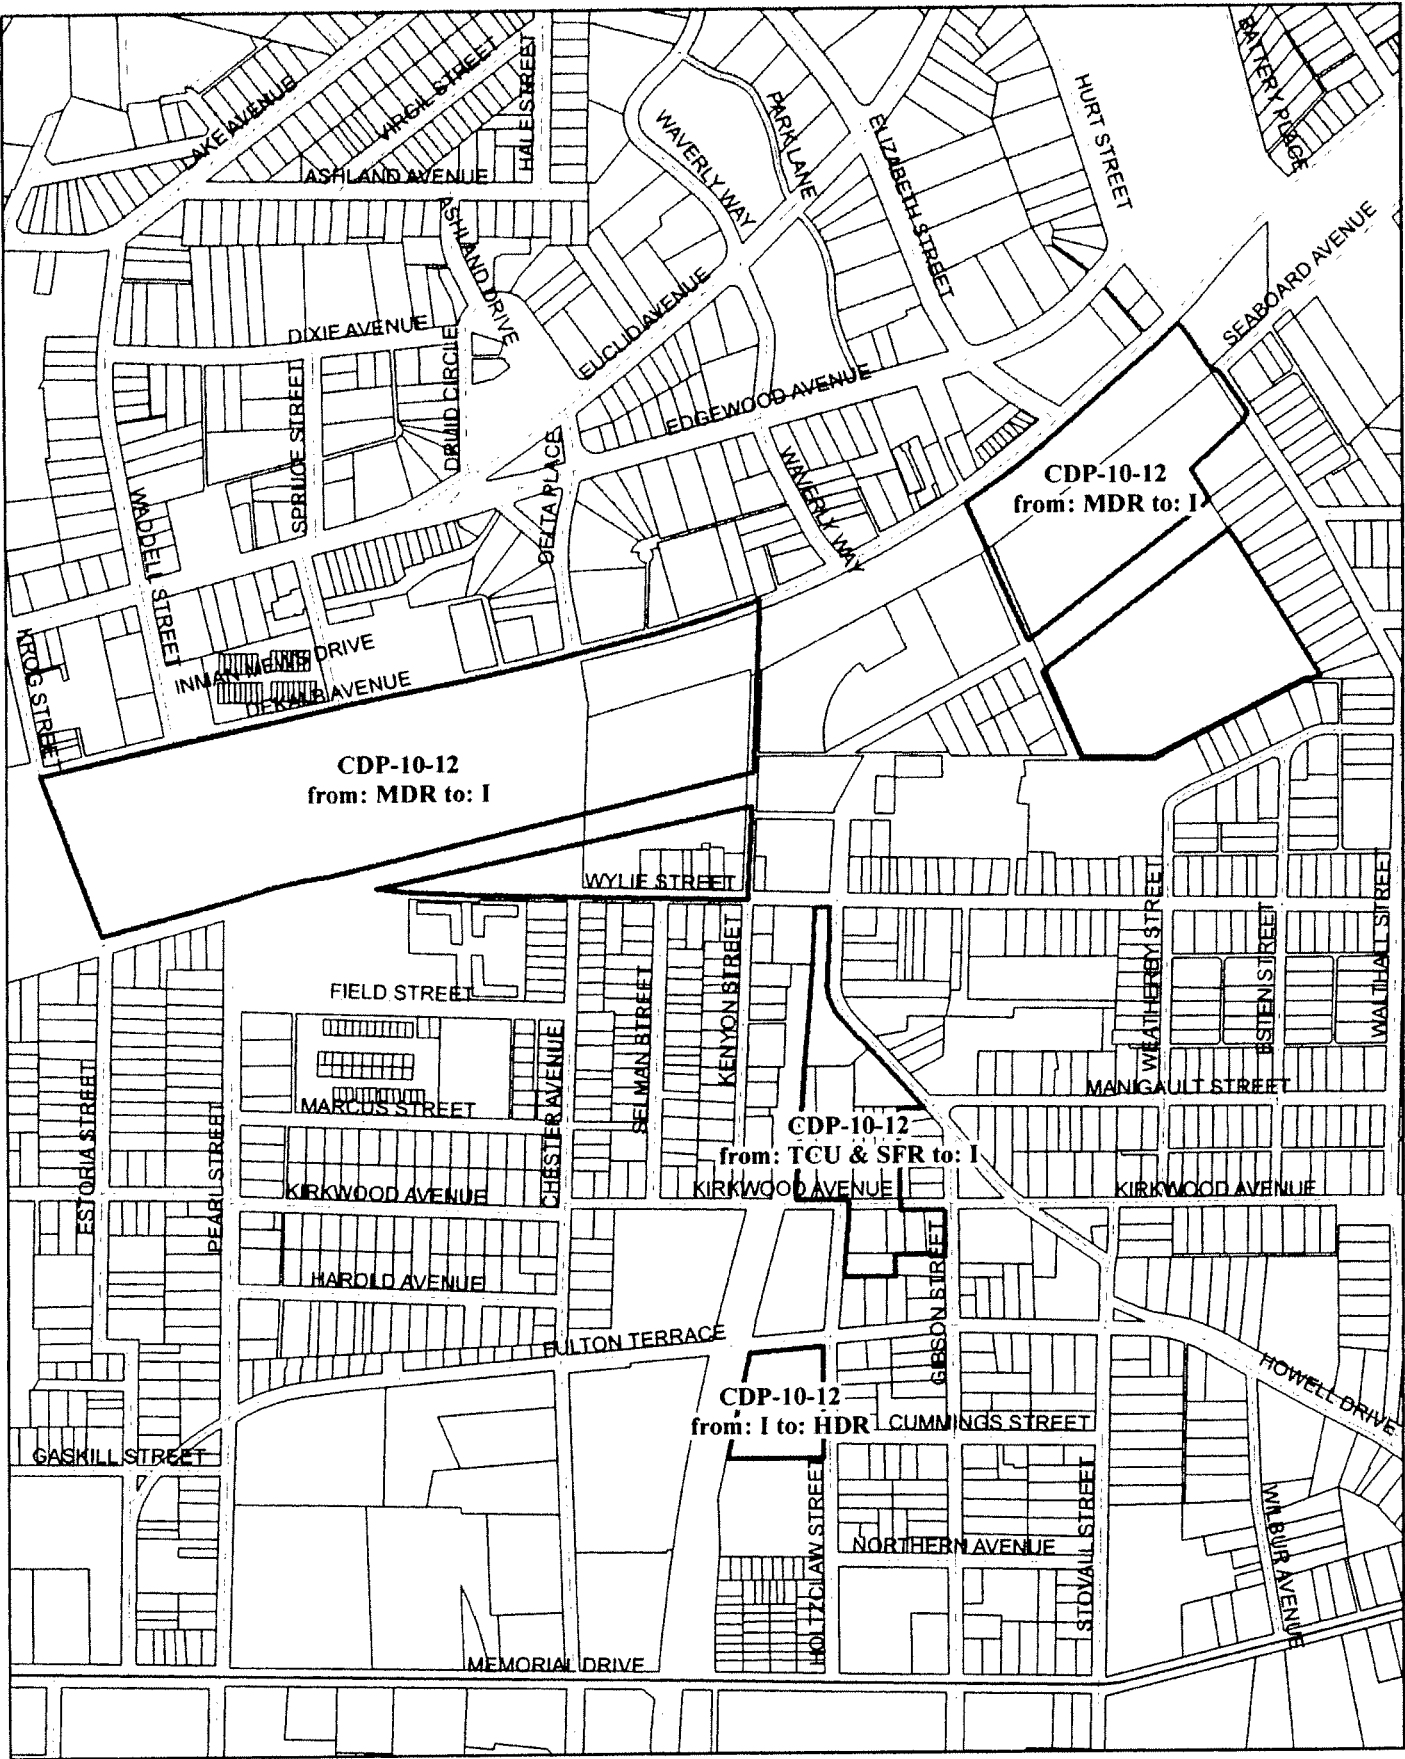 BATTERY PLACE
HURT STREET
PARK LANE
ELIZABETH STREET
WAVERLY WAY
HALE STREET
VIRGIL STREET
LAKE AVENUE
ASHLAND AVENUE
ASHLAND DRIVE
SEABOARD AVENUE
EUCLID AVENUE
DIXIE AVENUE
DRUID CIRCLE
SPRUCE STREET
EDGEWOOD AVENUE
DELTA PLACE
WAVERLY WAY
WADDELL STREET
CDP-10-12
from: MDR to: I
KROG STREET
INMAN MEWS DRIVE
DEKALB AVENUE
CDP-10-12
from: MDR to: I
WYLIE STREET
WEATHERBY STREET
ESTEN STREET
WALTHALL STREET
FIELD STREET
SELMAN STREET
KENYON STREET
CHESTER AVENUE
MARCUS STREET
ESTORIA STREET
PEARL STREET
MANIGAULT STREET
CDP-10-12
from: TCU & SFR to: I
KIRKWOOD AVENUE
KIRKWOOD AVENUE
KIRKWOOD AVENUE
HAROLD AVENUE
GIBSON STREET
FULTON TERRACE
HOWELL DRIVE
CDP-10-12
from: I to: HDR
CUMMINGS STREET
GASKILL STREET
HOLTZCLAW STREET
NORTHERN AVENUE
STOVALL STREET
WILBUR AVENUE
MEMORIAL DRIVE